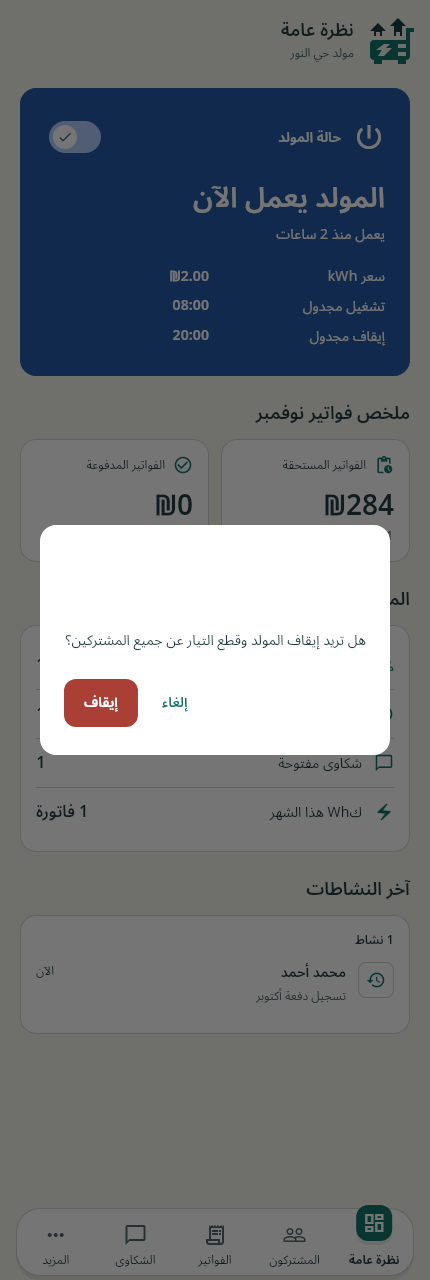 نظرة عامة
مولد حي النور
حالة المولد
المولد يعمل الآن
يعمل منذ 2 ساعات
سعر kWh
₪2.00
تشغيل مجدول
08:00
إيقاف مجدول
20:00
ملخص فواتير نوفمبر
الفواتير المستحقة
₪284
الفواتير المدفوعة
₪0
هل تريد إيقاف المولد وقطع التيار عن جميع المشتركين؟
إلغاء
إيقاف
شكاوى مفتوحة
1
كWh هذا الشهر
1 فاتورة
آخر النشاطات
1 نشاط
محمد أحمد
الآن
تسجيل دفعة أكتوبر
نظرة عامة
المشتركون
الفواتير
الشكاوى
المزيد